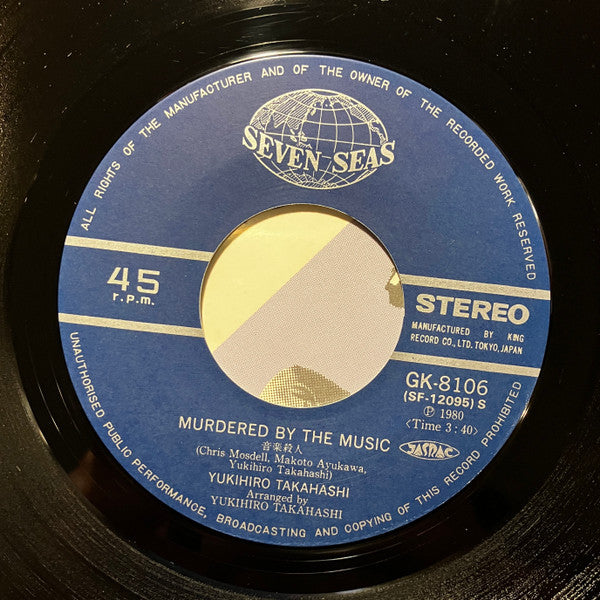 ALL RIGHTS OF THE MANUFACTURER AND OF THE OWNER OF THE RECORDED WORK RESERVED
SEVEN SEAS
45
r.p.m.
STEREO
MANUFACTURED BY KING
RECORD CO., LTD. TOKYO, JAPAN
GK-8106
(SF-12095) S
Ⓟ 1980
<Time 3:40>
JASRAC
MURDERED BY THE MUSIC
音楽殺人
(Chris Mosdell, Makoto Ayukawa,
Yukihiro Takahashi)
YUKIHIRO TAKAHASHI
Arranged by
YUKIHIRO TAKAHASHI
UNAUTHORISED PUBLIC PERFORMANCE, BROADCASTING AND COPYING OF THIS RECORD PROHIBITED